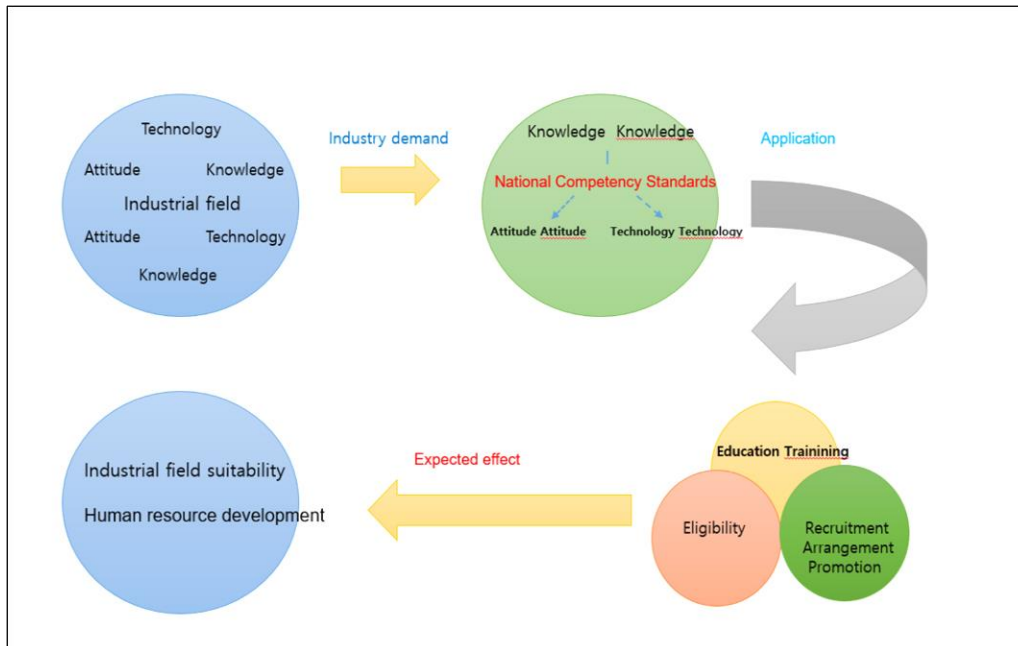 Technology
Attitude Knowledge
Industrial field
Attitude Technology
Knowledge
Industry demand
Knowledge Knowledge
National Competency Standards
Attitude Attitude Technology Technology
Application
Education Trainining
Eligibility
Recruitment
Arrangement
Promotion
Expected effect
Industrial field suitability
Human resource development